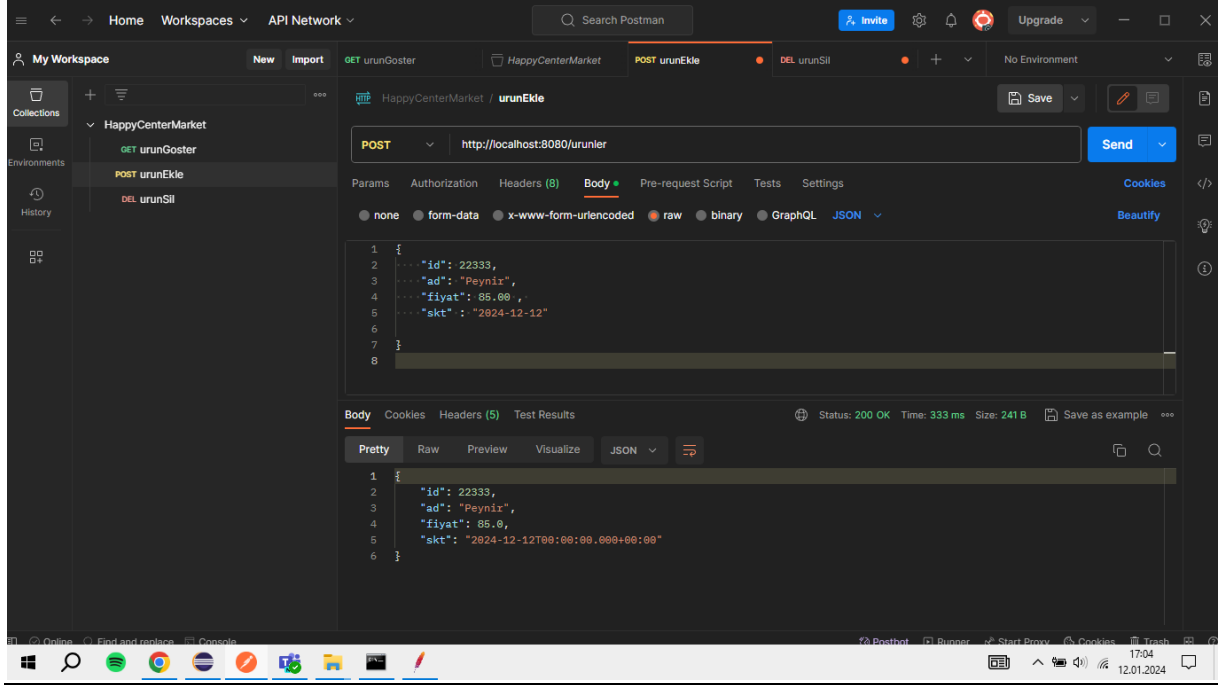 Home Workspaces API Network Search Postman Invite Upgrade
My Workspace New Import GET urunGoster HappyCenterMarket POST urunEkle DEL urunSil No Environment
Collections
Environments
History
HappyCenterMarket
GET urunGoster
POST urunEkle
DEL urunSil
HTTP HappyCenterMarket / urunEkle Save
POST http://localhost:8080/urunler Send
Params Authorization Headers (8) Body Pre-request Script Tests Settings Cookies
none form-data x-www-form-urlencoded raw binary GraphQL JSON Beautify
1 {
2 "id": 22333,
3 "ad": "Peynir",
4 "fiyat": 85.00 ,
5 "skt" : "2024-12-12"
6
7 }
8
Body Cookies Headers (5) Test Results Status: 200 OK Time: 333 ms Size: 241 B Save as example
Pretty Raw Preview Visualize JSON
1 {
2 "id": 22333,
3 "ad": "Peynir",
4 "fiyat": 85.0,
5 "skt": "2024-12-12T00:00:00.000+00:00"
6 }
Online Find and replace Console Postbot Runner Start Proxy Cookies Trash
17:04
12.01.2024